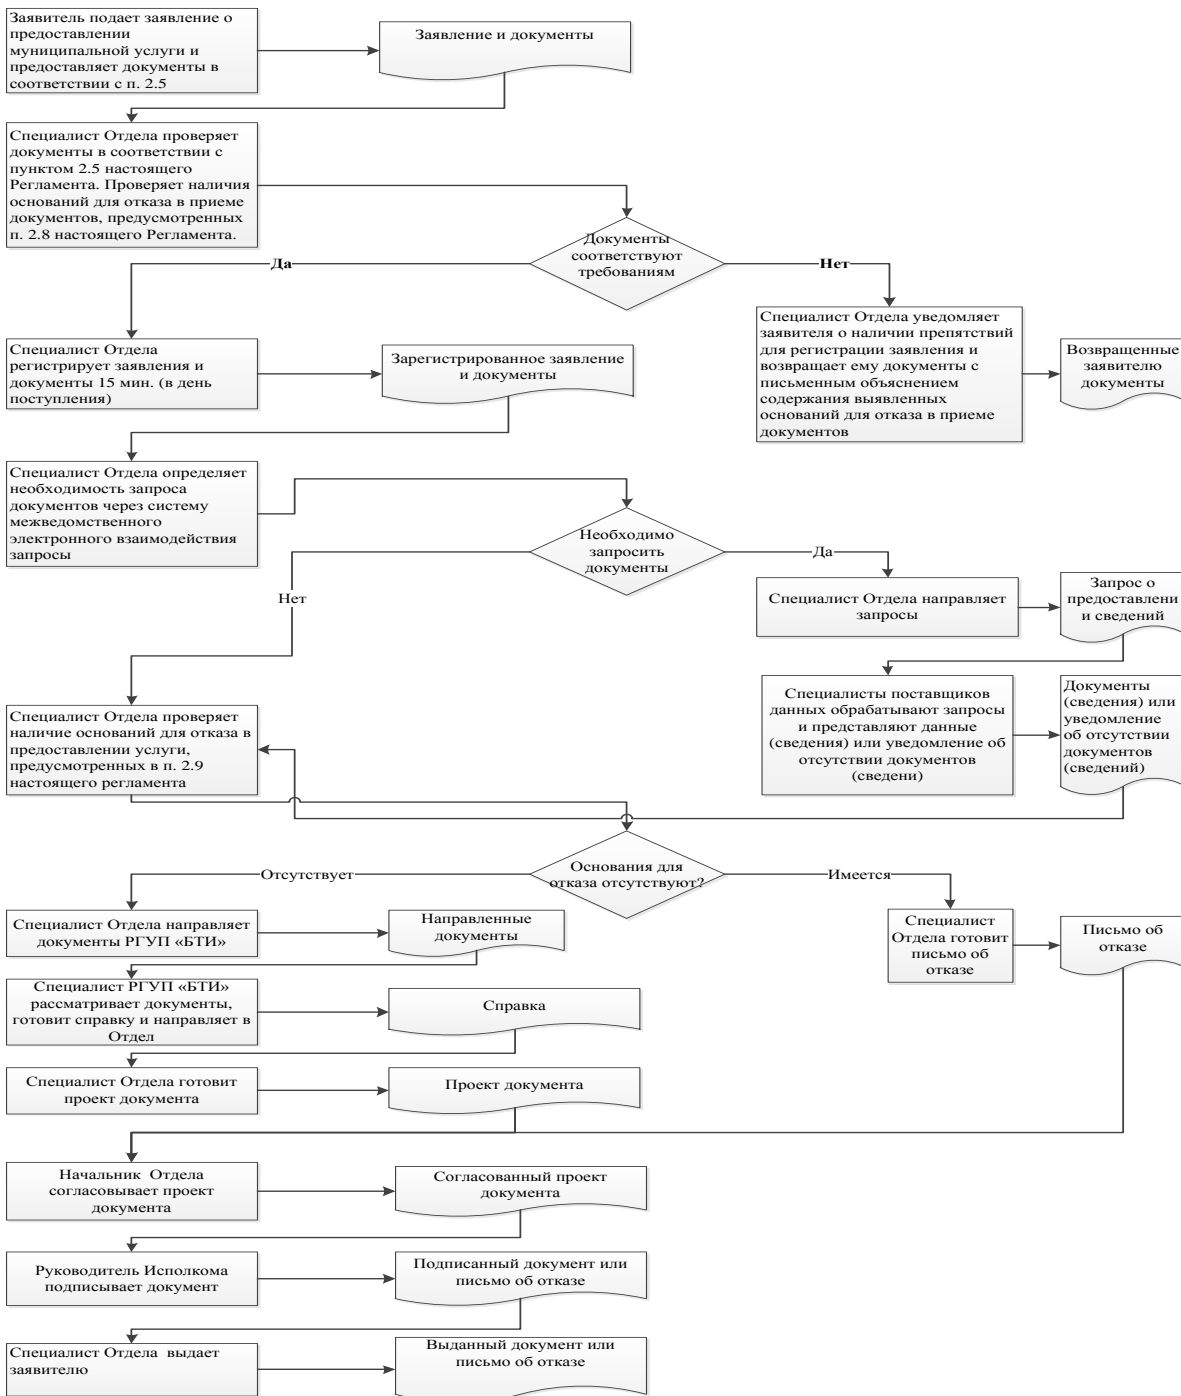 Заявитель подает заявление о
предоставлении
муниципальной услуги и
предоставляет документы в
соответствии с п. 2.5
Заявление и документы
Специалист Отдела проверяет
документы в соответствии с
пунктом 2.5 настоящего
Регламента. Проверяет наличия
оснований для отказа в приеме
документов, предусмотренных
п. 2.8 настоящего Регламента.
Документы
соответствуют
требованиям
Да
Нет
Специалист Отдела
регистрирует заявления и
документы 15 мин. (в день
поступления)
Зарегистрированное заявление
и документы
Специалист Отдела уведомляет
заявителя о наличии препятствий
для регистрации заявления и
возвращает ему документы с
письменным объяснением
содержания выявленных
оснований для отказа в приеме
документов
Возвращенные
заявителю
документы
Специалист Отдела определяет
необходимость запроса
документов через систему
межведомственного
электронного взаимодействия
запросы
Необходимо
запросить
документы
Да
Нет
Специалист Отдела направляет
запросы
Запрос о
предоставлени
и сведений
Специалисты поставщиков
данных обрабатывают запросы
и представляют данные
(сведения) или уведомление об
отсутствии документов
(сведени)
Документы
(сведения) или
уведомление
об отсутствии
документов
(сведений)
Специалист Отдела проверяет
наличие оснований для отказа в
предоставлении услуги,
предусмотренных в п. 2.9
настоящего регламента
Основания для
отказа отсутствуют?
Отсутствует
Имеется
Специалист Отдела направляет
документы РГУП «БТИ»
Направленные
документы
Специалист
Отдела готовит
письмо об
отказе
Письмо об
отказе
Специалист РГУП «БТИ»
рассматривает документы,
готовит справку и направляет в
Отдел
Справка
Специалист Отдела готовит
проект документа
Проект документа
Начальник Отдела
согласовывает проект
документа
Согласованный проект
документа
Руководитель Исполкома
подписывает документ
Подписанный документ или
письмо об отказе
Специалист Отдела выдает
заявителю
Выданный документ или
письмо об отказе